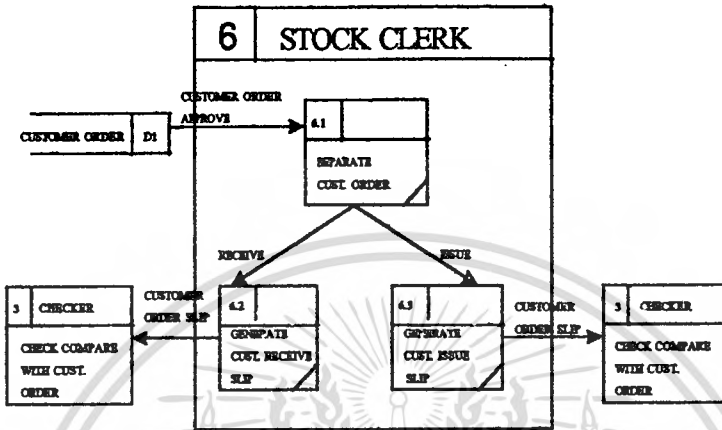 6 STOCK CLERK
CUSTOMER ORDER
APPROVE
CUSTOMER ORDER D1
6.1
SEPARATE
CUST. ORDER
RECEIVE
ISSUE
3 CHECKER
CHECK COMPARE
WITH CUST.
ORDER
CUSTOMER
ORDER SLIP
6.2
GENERATE
CUST. RECEIVE
SLIP
6.3
GENERATE
CUST. ISSUE
SLIP
CUSTOMER
ORDER SLIP
3 CHECKER
CHECK COMPARE
WITH CUST.
ORDER